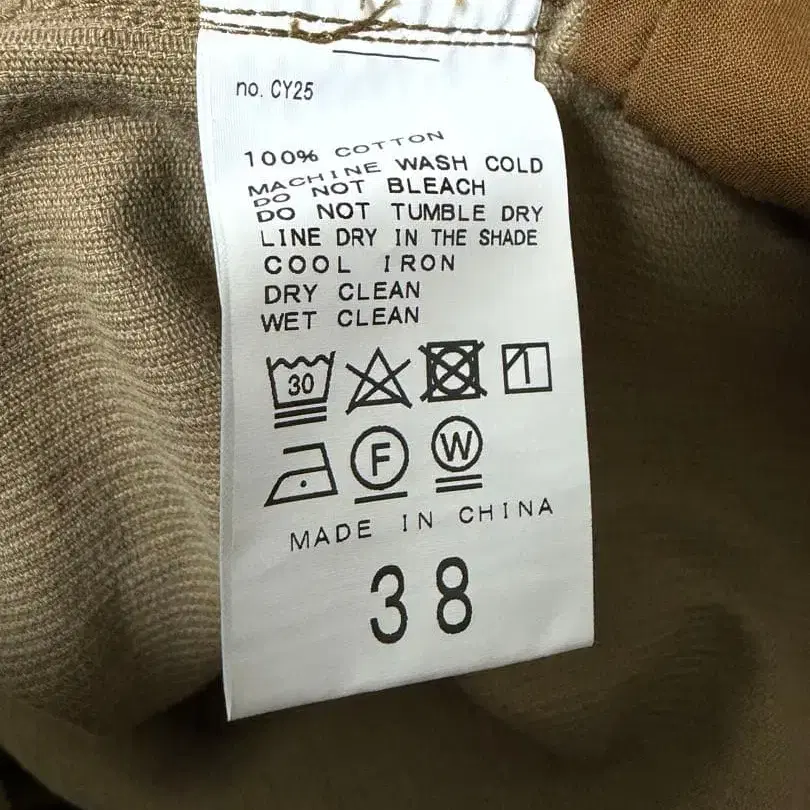 no. CY25
100% COTTON
MACHINE WASH COLD
DO NOT BLEACH
DO NOT TUMBLE DRY
LINE DRY IN THE SHADE
COOL IRON
DRY CLEAN
WET CLEAN
30
F W
MADE IN CHINA
38